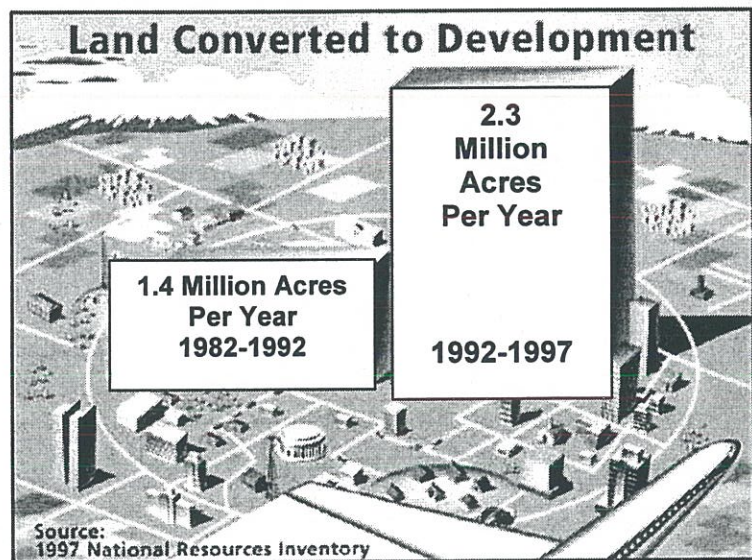 Land Converted to Development
2.3
Million
Acres
Per Year
1992-1997
1.4 Million Acres
Per Year
1982-1992
Source:
1997 National Resources Inventory